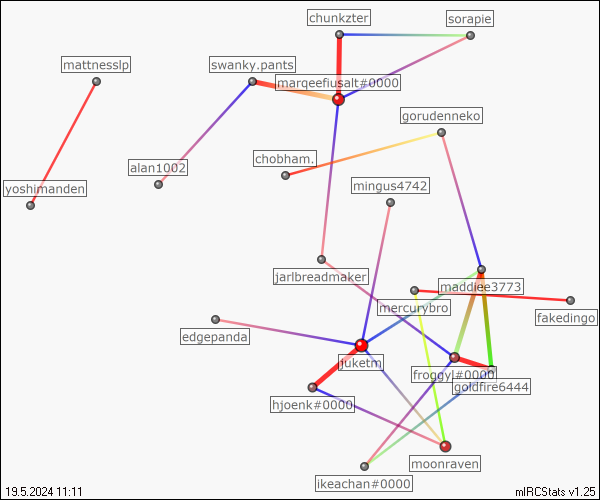 chunkzter
sorapie
mattnesslp
swanky.pants
marqeefiusalt#0000
gorudenneko
chobham.
alan1002
mingus4742
yoshimanden
jarlbreadmaker
maddiee3773
mercurybro
fakedingo
edgepanda
juketm
froggyl#0000
goldfire6444
hjoenk#0000
moonraven
ikeachan#0000
19.5.2024 11:11
mIRCStats v1.25